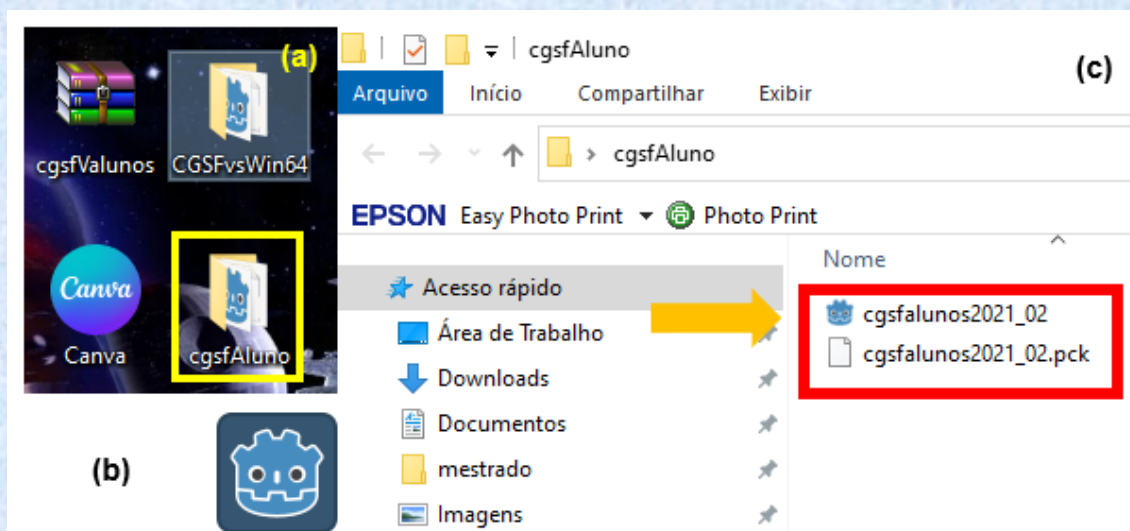 (a)
cgsfValunos
CGSFvsWin64
Canva
Canva
cgsfAluno
(b)
cgsfAluno
(c)
Arquivo Início Compartilhar Exibir
cgsfAluno
EPSON Easy Photo Print Photo Print
Nome
Acesso rápido
Área de Trabalho
Downloads
Documentos
mestrado
Imagens
cgsfalunos2021_02
cgsfalunos2021_02.pck